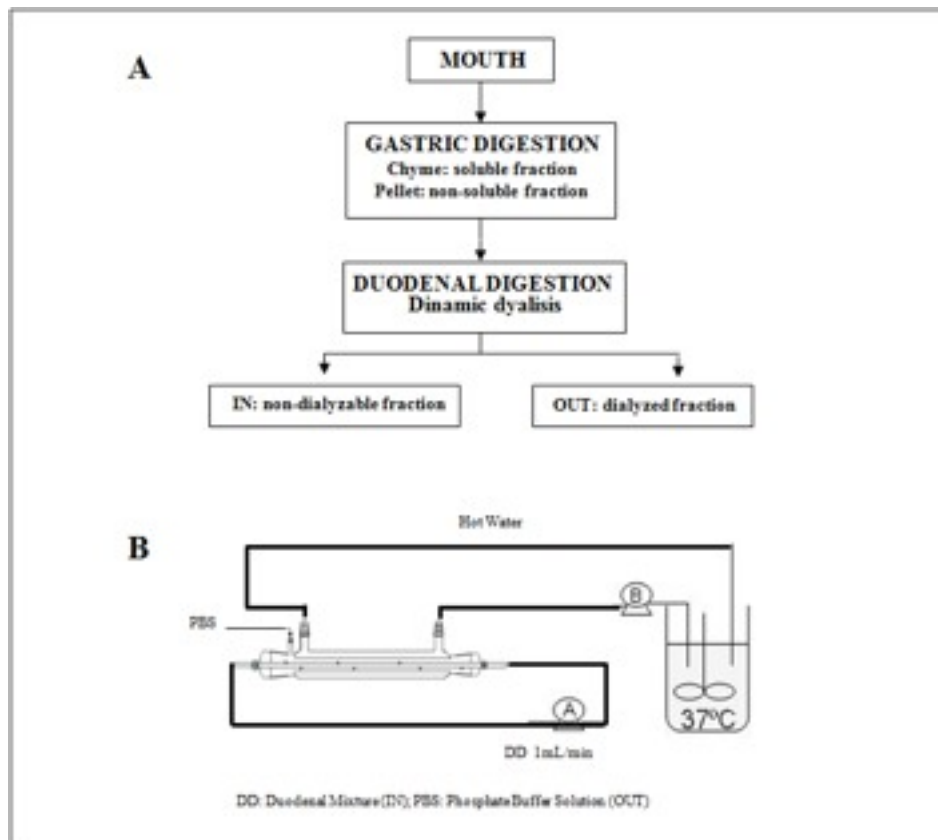 A
MOUTH
GASTRIC DIGESTION
Chyme: soluble fraction
Pellet: non-soluble fraction
DUODENAL DIGESTION
Dinamic dyalisis
IN: non-dialyzable fraction
OUT: dialyzed fraction
B
Hot Water
PBS
B
37ºC
A
DD 1mL/min
DD: Duodenal Mixture (IN); PBS: Phosphate Buffer Solution (OUT)